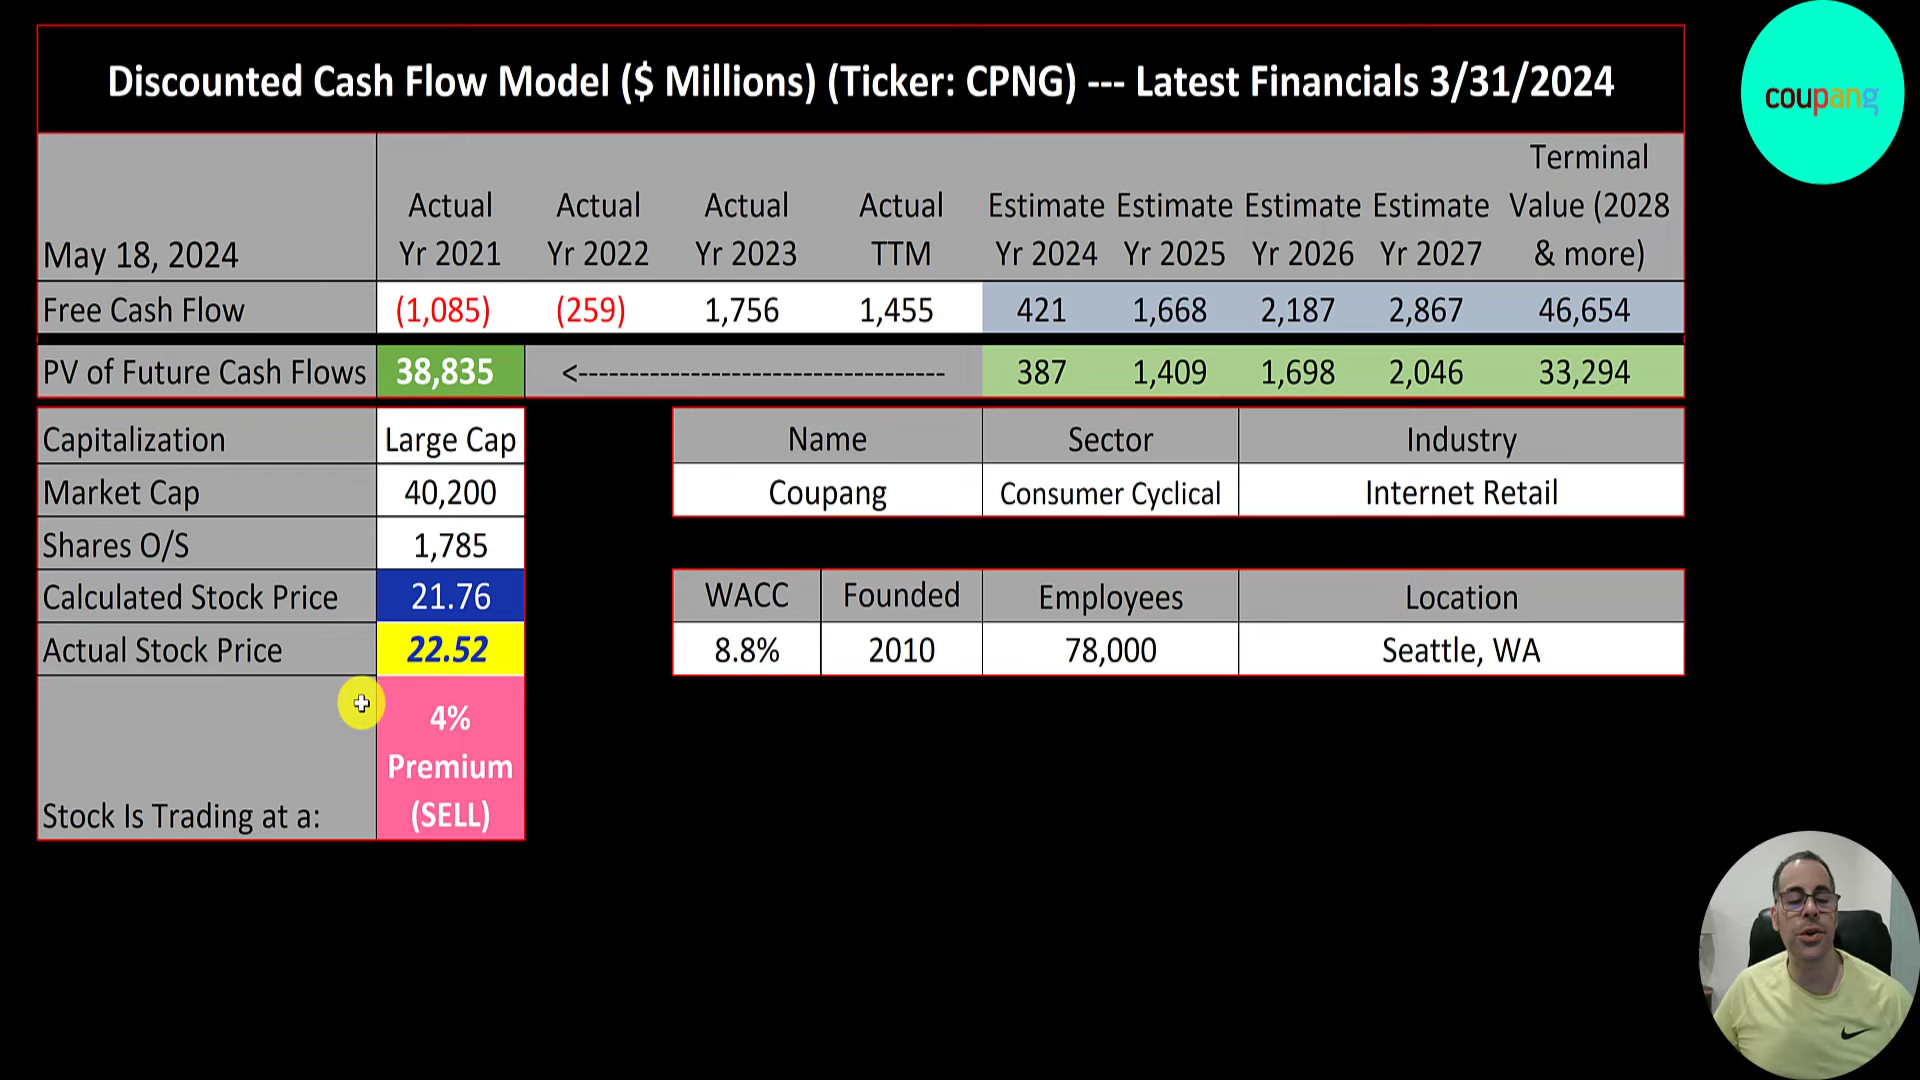 Discounted Cash Flow Model ($ Millions) (Ticker: CPNG) --- Latest Financials 3/31/2024
coupang
May 18, 2024
Actual Yr 2021
Actual Yr 2022
Actual Yr 2023
Actual TTM
Estimate Yr 2024
Estimate Yr 2025
Estimate Yr 2026
Estimate Yr 2027
Terminal Value (2028 & more)
Free Cash Flow (1,085) (259) 1,756 1,455 421 1,668 2,187 2,867 46,654
PV of Future Cash Flows 38,835 <------------------------------------ 387 1,409 1,698 2,046 33,294
Capitalization Large Cap
Market Cap 40,200
Shares O/S 1,785
Calculated Stock Price 21.76
Actual Stock Price 22.52
Stock Is Trading at a: 4% Premium (SELL)
Name Sector Industry
Coupang Consumer Cyclical Internet Retail
WACC Founded Employees Location
8.8% 2010 78,000 Seattle, WA